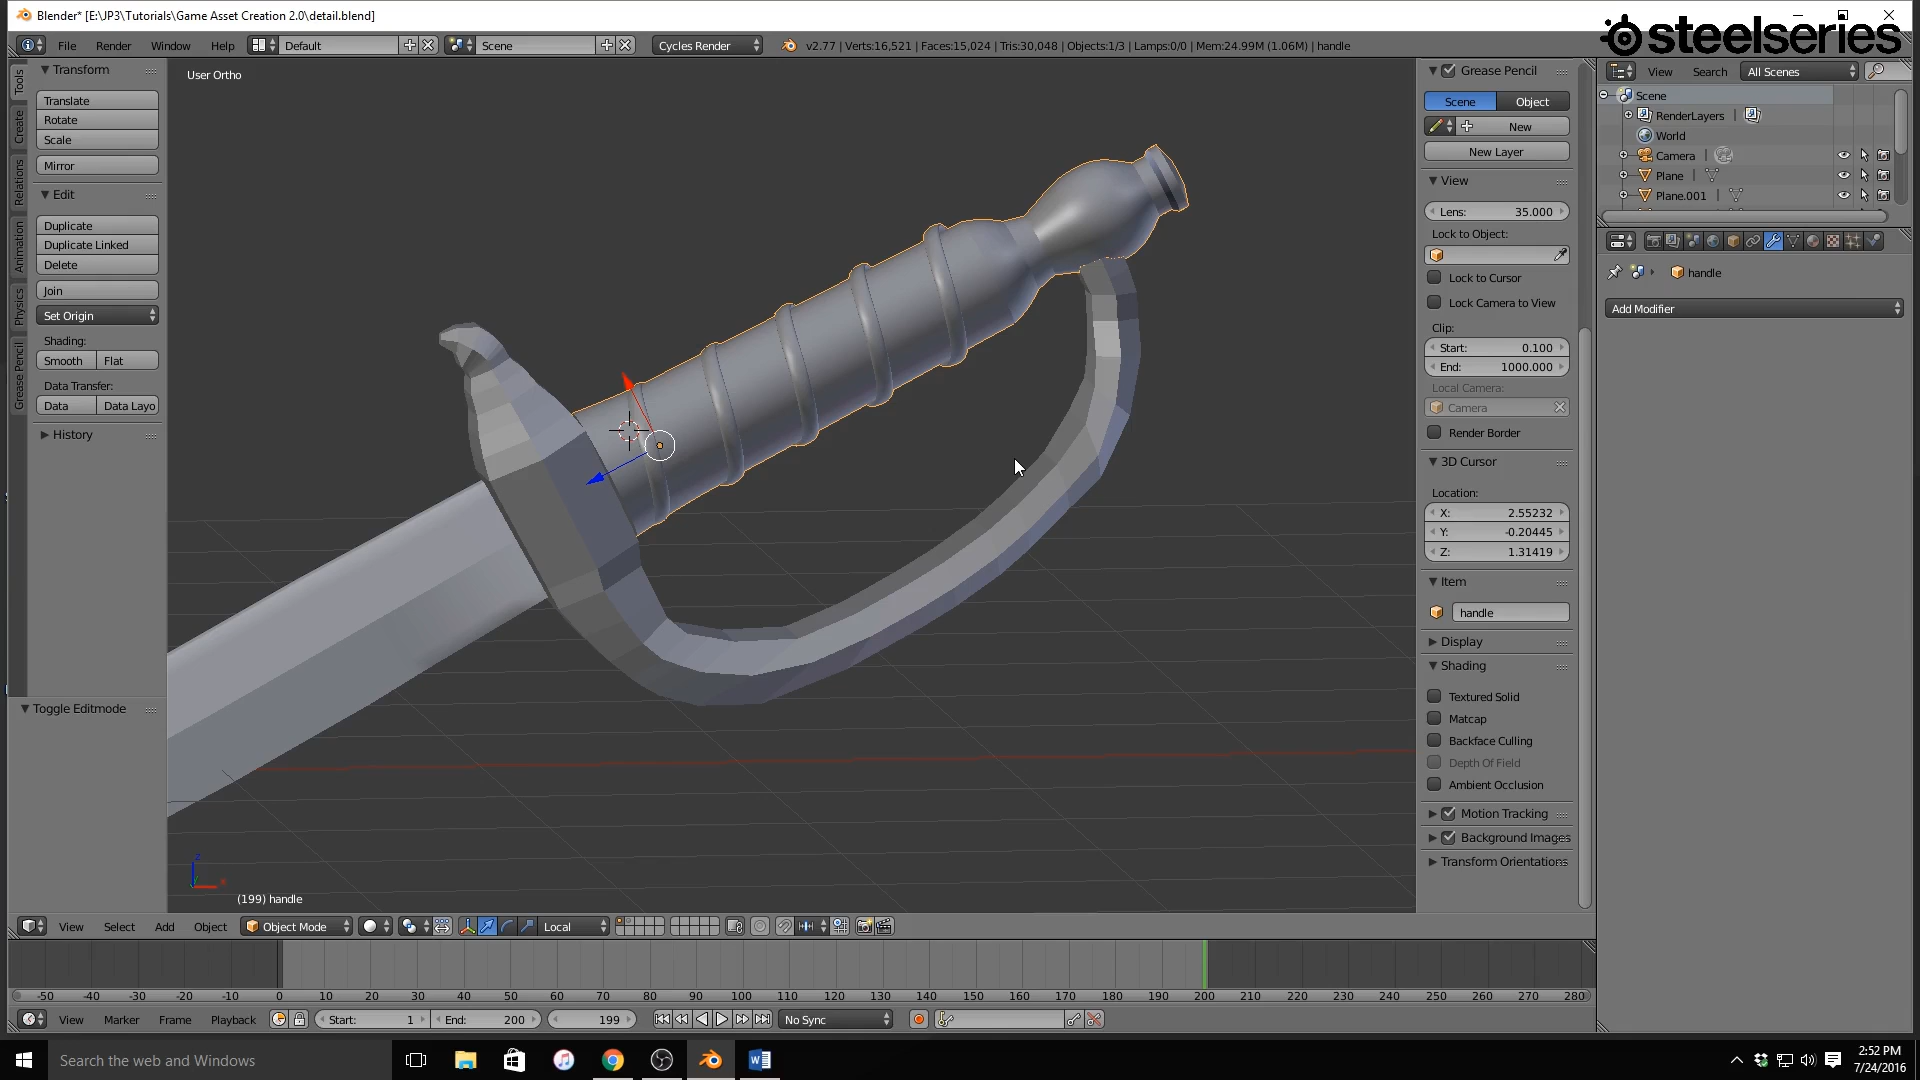 Blender* [E:\JP3\Tutorials\Game Asset Creation 2.0\detail.blend]
steelseries
File Render Window Help Default Scene Cycles Render v2.77 | Verts:16,521 | Faces:15,024 | Tris:30,048 | Objects:1/3 | Lamps:0/0 | Mem:24.99M (1.06M) | handle
View Search All Scenes
Tools
Create
Relations
Animation
Physics
Grease Pencil
Transform
Translate
Rotate
Scale
Mirror
Edit
Duplicate
Duplicate Linked
Delete
Join
Set Origin
Shading:
Smooth Flat
Data Transfer:
Data Data Layo
History
Toggle Editmode
User Ortho
z
(199) handle
Grease Pencil
Scene Object
New
New Layer
View
Lens: 35.000
Lock to Object:
Lock to Cursor
Lock Camera to View
Clip:
Start: 0.100
End: 1000.000
Local Camera:
Camera
Render Border
3D Cursor
Location:
X: 2.55232
Y: -0.20445
Z: 1.31419
Item
handle
Display
Shading
Textured Solid
Matcap
Backface Culling
Depth Of Field
Ambient Occlusion
Motion Tracking
Background Images
Transform Orientations
Scene
RenderLayers
World
Camera
Plane
Plane.001
handle
Add Modifier
View Select Add Object Object Mode Local
-50 -40 -30 -20 -10 0 10 20 30 40 50 60 70 80 90 100 110 120 130 140 150 160 170 180 190 200 210 220 230 240 250 260 270 280
View Marker Frame Playback Start: 1 End: 200 199 No Sync
Search the web and Windows
2:52 PM
7/24/2016